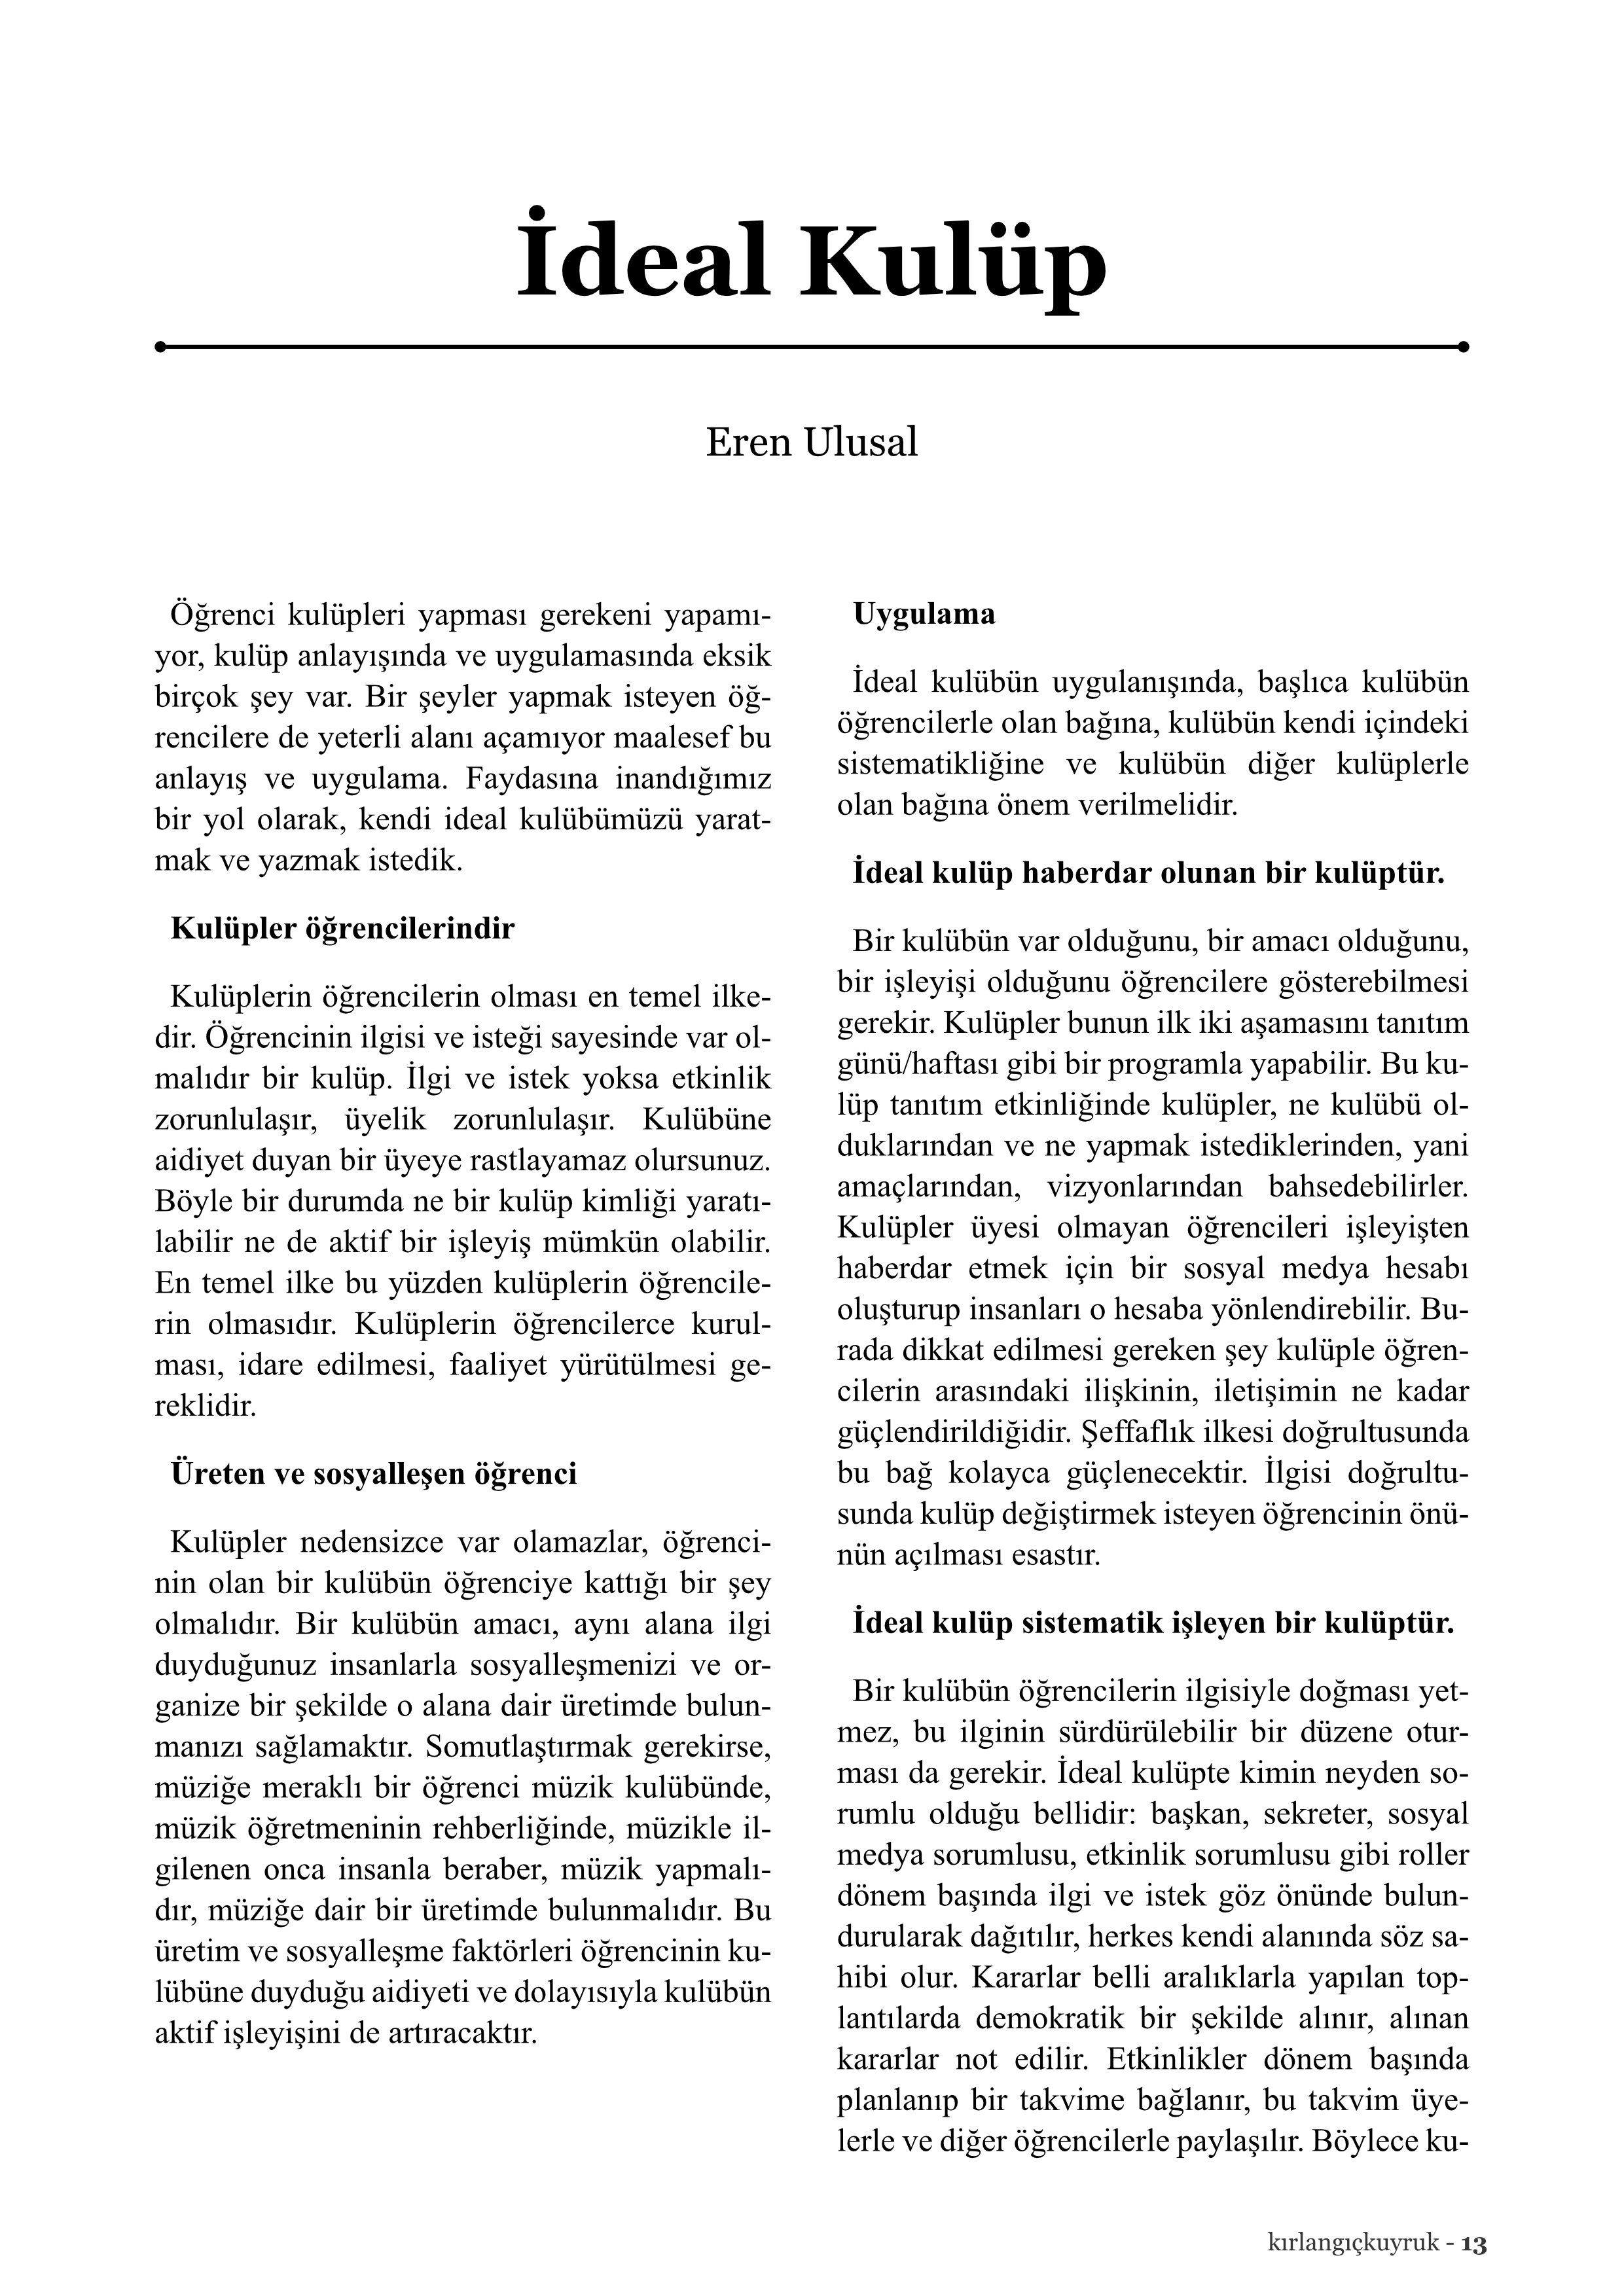 İdeal Kulüp
Eren Ulusal
Öğrenci kulüpleri yapması gerekeni yapamı-
yor, kulüp anlayışında ve uygulamasında eksik
birçok şey var. Bir şeyler yapmak isteyen öğ-
rencilere de yeterli alanı açamıyor maalesef bu
anlayış ve uygulama. Faydasına inandığımız
bir yol olarak, kendi ideal kulübümüzü yarat-
mak ve yazmak istedik.
Kulüpler öğrencilerindir
Kulüplerin öğrencilerin olması en temel ilke-
dir. Öğrencinin ilgisi ve isteği sayesinde var ol-
malıdır bir kulüp. İlgi ve istek yoksa etkinlik
zorunlulaşır, üyelik zorunlulaşır. Kulübüne
aidiyet duyan bir üyeye rastlayamaz olursunuz.
Böyle bir durumda ne bir kulüp kimliği yaratı-
labilir ne de aktif bir işleyiş mümkün olabilir.
En temel ilke bu yüzden kulüplerin öğrencile-
rin olmasıdır. Kulüplerin öğrencilerce kurul-
ması, idare edilmesi, faaliyet yürütülmesi ge-
reklidir.
Üreten ve sosyalleşen öğrenci
Kulüpler nedensizce var olamazlar, öğrenci-
nin olan bir kulübün öğrenciye kattığı bir şey
olmalıdır. Bir kulübün amacı, aynı alana ilgi
duyduğunuz insanlarla sosyalleşmenizi ve or-
ganize bir şekilde o alana dair üretimde bulun-
manızı sağlamaktır. Somutlaştırmak gerekirse,
müziğe meraklı bir öğrenci müzik kulübünde,
müzik öğretmeninin rehberliğinde, müzikle il-
gilenen onca insanla beraber, müzik yapmalı-
dır, müziğe dair bir üretimde bulunmalıdır. Bu
üretim ve sosyalleşme faktörleri öğrencinin ku-
lübüne duyduğu aidiyeti ve dolayısıyla kulübün
aktif işleyişini de artıracaktır.
Uygulama
İdeal kulübün uygulanışında, başlıca kulübün
öğrencilerle olan bağına, kulübün kendi içindeki
sistematikliğine ve kulübün diğer kulüplerle
olan bağına önem verilmelidir.
İdeal kulüp haberdar olunan bir kulüptür.
Bir kulübün var olduğunu, bir amacı olduğunu,
bir işleyişi olduğunu öğrencilere gösterebilmesi
gerekir. Kulüpler bunun ilk iki aşamasını tanıtım
günü/haftası gibi bir programla yapabilir. Bu ku-
lüp tanıtım etkinliğinde kulüpler, ne kulübü ol-
duklarından ve ne yapmak istediklerinden, yani
amaçlarından, vizyonlarından bahsedebilirler.
Kulüpler üyesi olmayan öğrencileri işleyişten
haberdar etmek için bir sosyal medya hesabı
oluşturup insanları o hesaba yönlendirebilir. Bu-
rada dikkat edilmesi gereken şey kulüple öğren-
cilerin arasındaki ilişkinin, iletişimin ne kadar
güçlendirildiğidir. Şeffaflık ilkesi doğrultusunda
bu bağ kolayca güçlenecektir. İlgisi doğrultu-
sunda kulüp değiştirmek isteyen öğrencinin önü-
nün açılması esastır.
İdeal kulüp sistematik işleyen bir kulüptür.
Bir kulübün öğrencilerin ilgisiyle doğması yet-
mez, bu ilginin sürdürülebilir bir düzene otur-
ması da gerekir. İdeal kulüpte kimin neyden so-
rumlu olduğu bellidir: başkan, sekreter, sosyal
medya sorumlusu, etkinlik sorumlusu gibi roller
dönem başında ilgi ve istek göz önünde bulun-
durularak dağıtılır, herkes kendi alanında söz sa-
hibi olur. Kararlar belli aralıklarla yapılan top-
lantılarda demokratik bir şekilde alınır, alınan
kararlar not edilir. Etkinlikler dönem başında
planlanıp bir takvime bağlanır, bu takvim üye-
lerle ve diğer öğrencilerle paylaşılır. Böylece ku-
kırlangıçkuyruk - 13